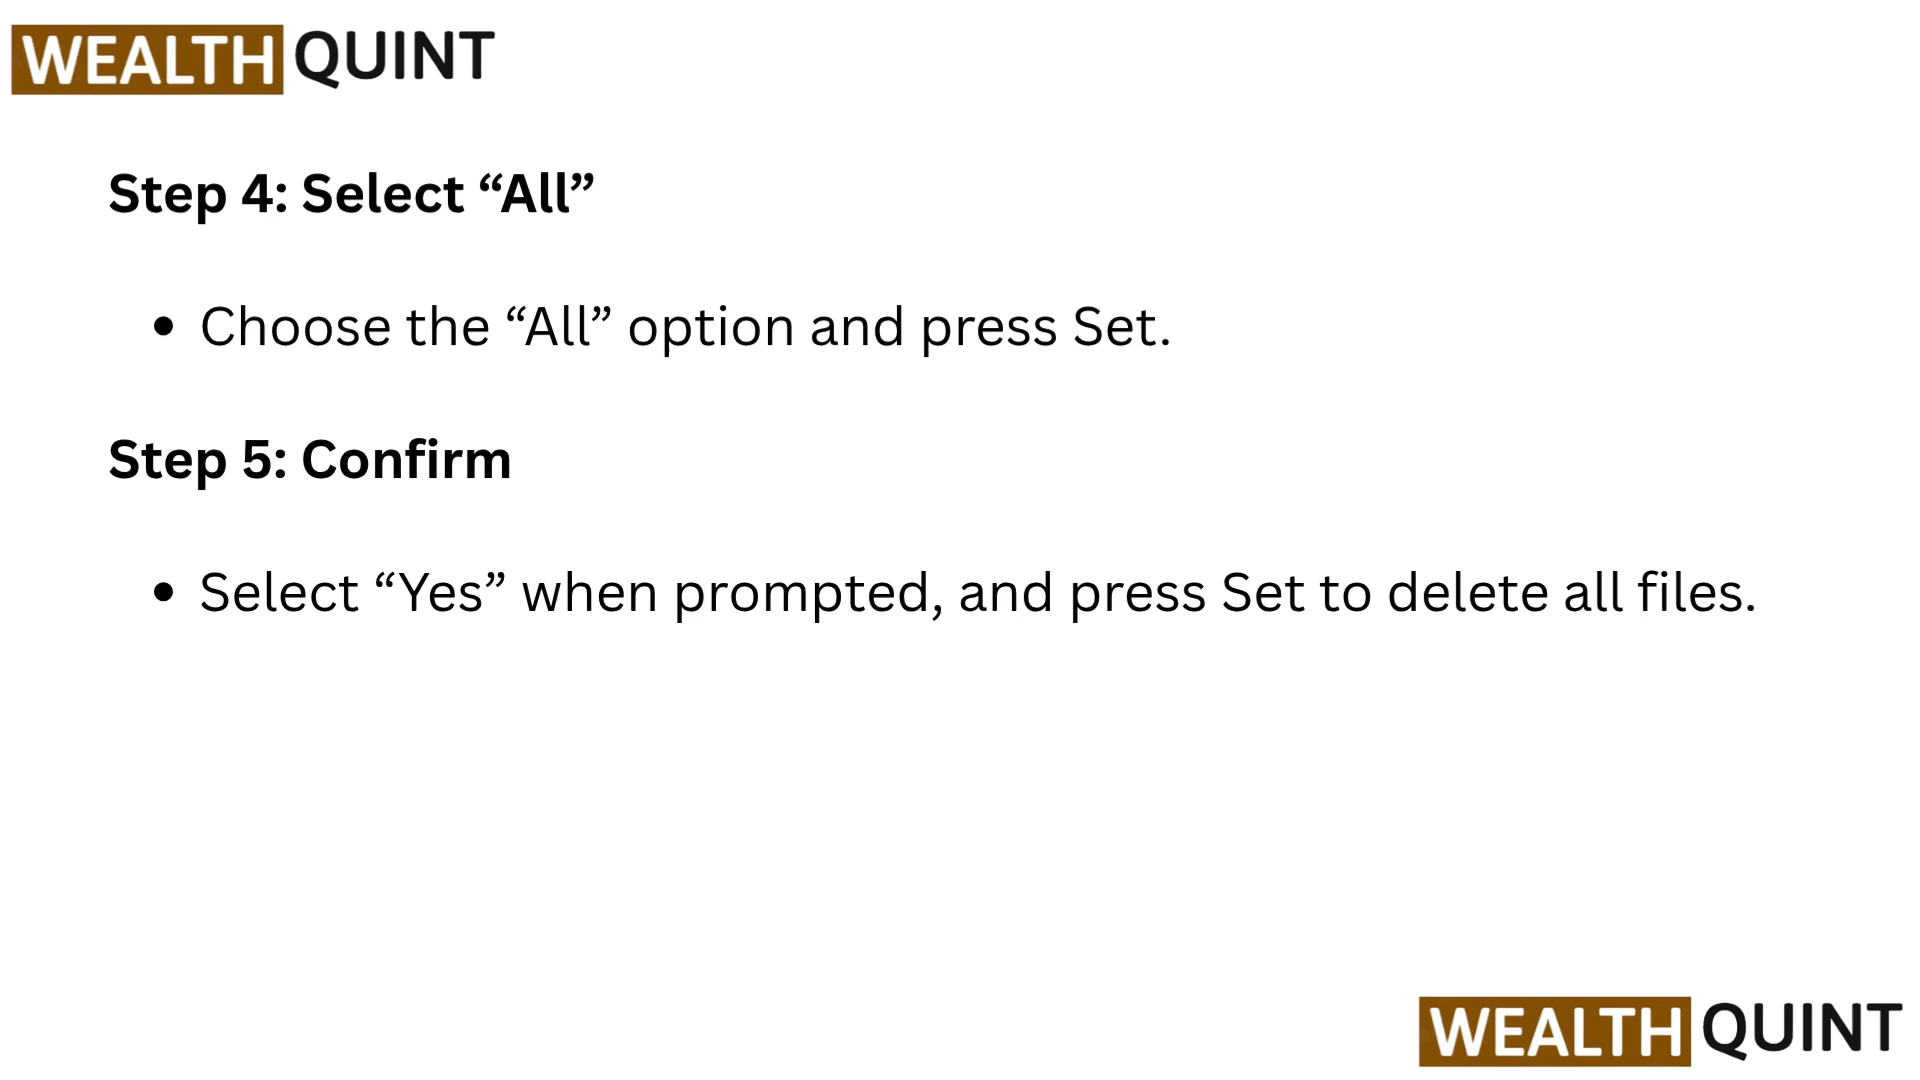 WEALTH QUINT
Step 4: Select “All”
• Choose the “All” option and press Set.
Step 5: Confirm
• Select “Yes” when prompted, and press Set to delete all files.
WEALTH QUINT